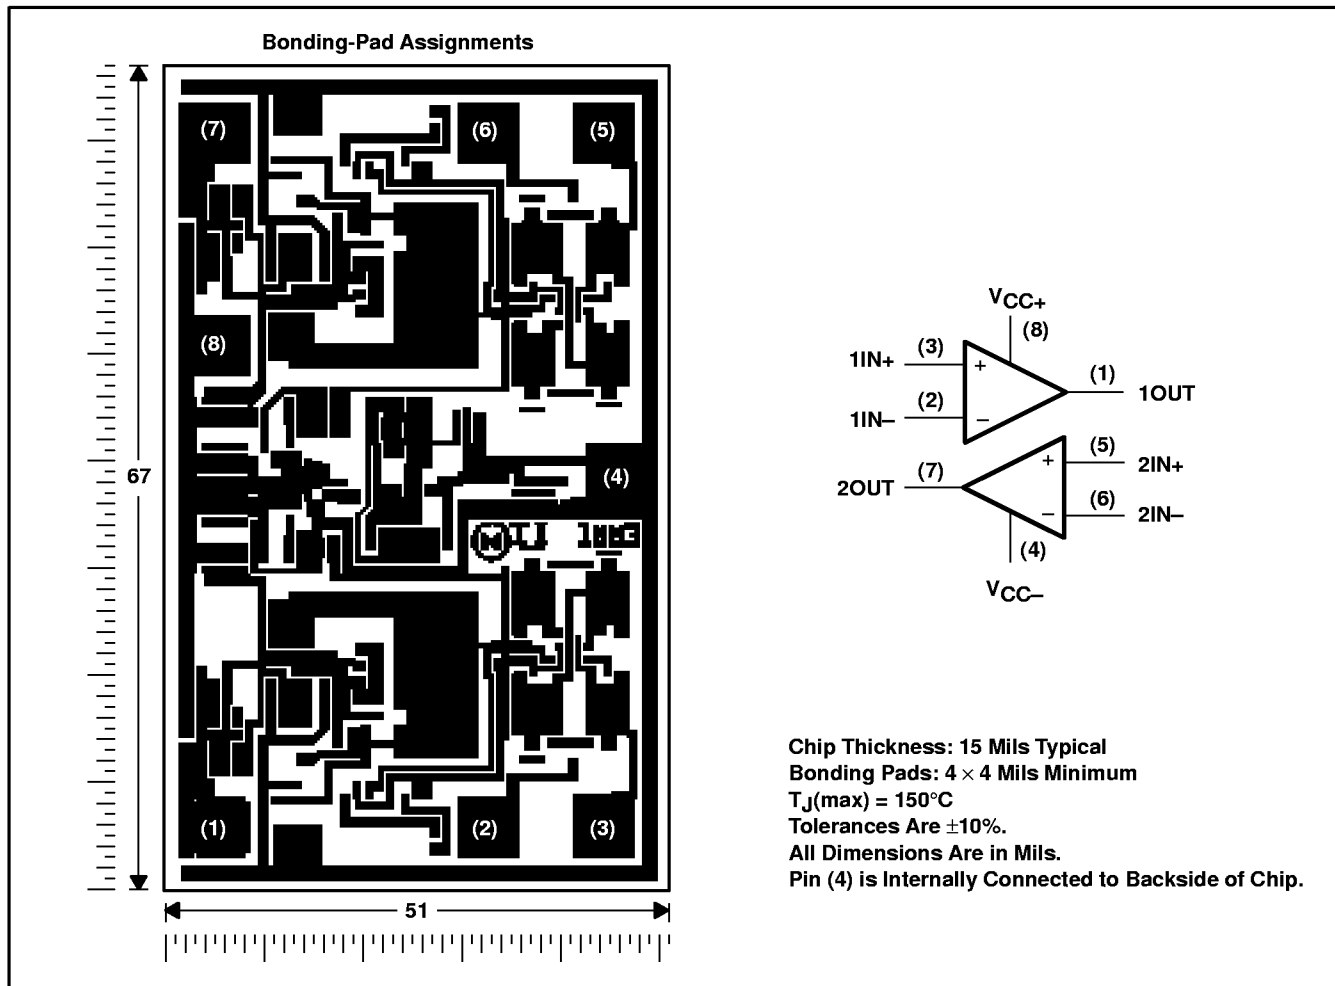 Bonding-Pad Assignments
(7)
(6)
(5)
(8)
(4)
67
TI
(1)
(2)
(3)
51
VCC+
(8)
1IN+
(3)
+
(1)
1OUT
1IN–
(2)
–
(5)
2IN+
+
2OUT
(7)
(6)
2IN–
–
(4)
VCC–
Chip Thickness: 15 Mils Typical
Bonding Pads: 4 × 4 Mils Minimum
TJ(max) = 150°C
Tolerances Are ±10%.
All Dimensions Are in Mils.
Pin (4) is Internally Connected to Backside of Chip.